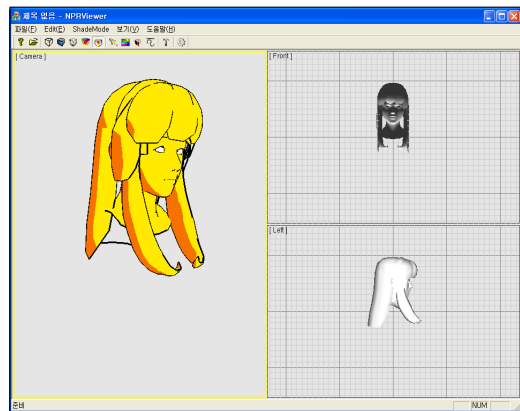 제목 없음 - NPRViewer
파일(F) Edit(E) ShadeMode 보기(V) 도움말(H)
[ Camera ]
[ Front ]
[ Left ]
준비
NUM